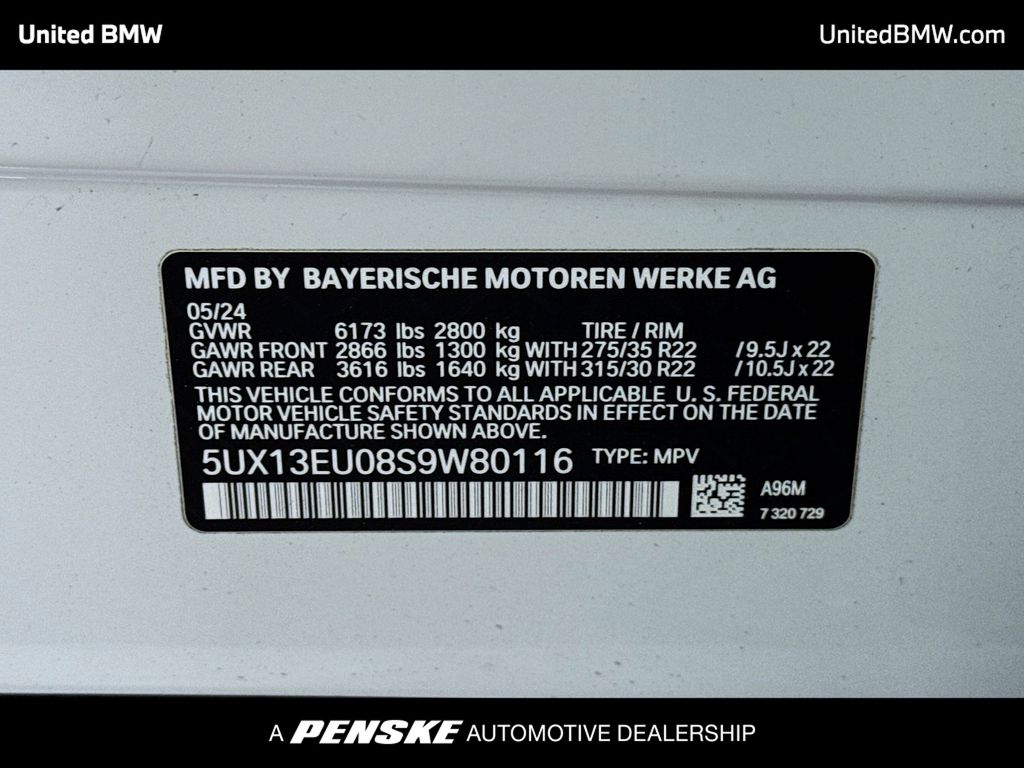 United BMW
UnitedBMW.com
MFD BY BAYERISCHE MOTOREN WERKE AG
05/24
GVWR 6173 lbs 2800 kg TIRE / RIM
GAWR FRONT 2866 lbs 1300 kg WITH 275/35 R22 / 9.5J x 22
GAWR REAR 3616 lbs 1640 kg WITH 315/30 R22 / 10.5J x 22
THIS VEHICLE CONFORMS TO ALL APPLICABLE U. S. FEDERAL
MOTOR VEHICLE SAFETY STANDARDS IN EFFECT ON THE DATE
OF MANUFACTURE SHOWN ABOVE.
5UX13EU08S9W80116 TYPE: MPV
A96M
7 320 729
A PENSKE AUTOMOTIVE DEALERSHIP